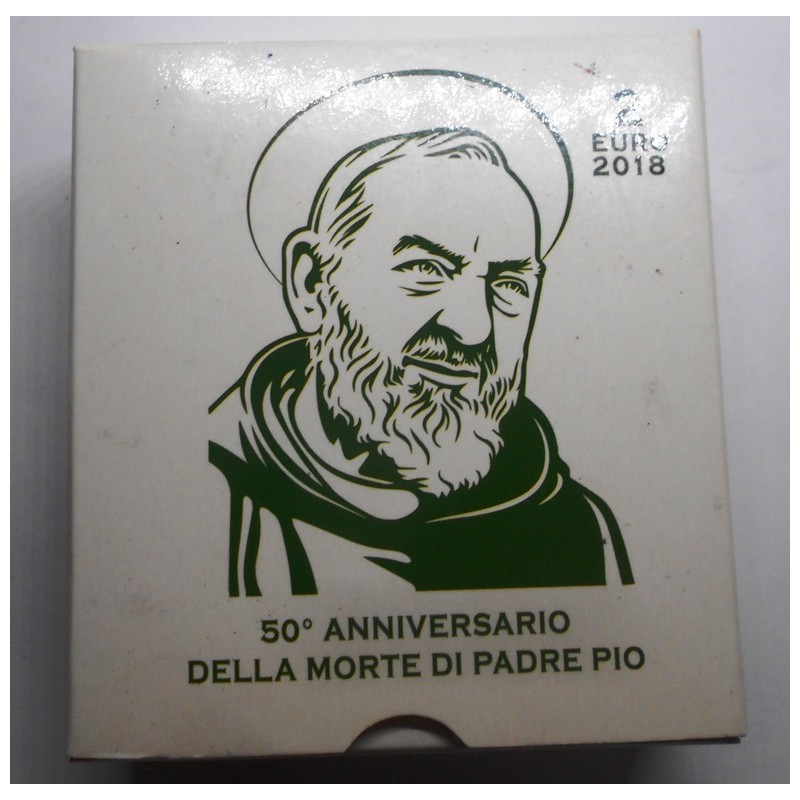 2
EURO
2018
50° ANNIVERSARIO
DELLA MORTE DI PADRE PIO